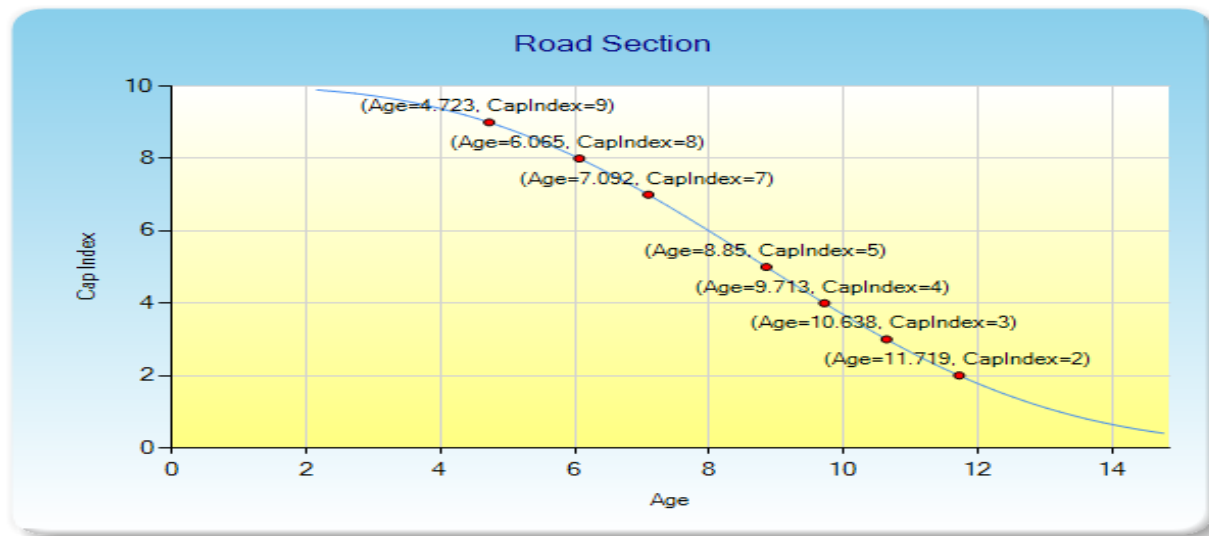 Road Section
10
(Age=4.723, CapIndex=9)
(Age=6.065, CapIndex=8)
8
(Age=7.092, CapIndex=7)
6
(Age=8.85, CapIndex=5)
Cap Index
(Age=9.713, CapIndex=4)
4
(Age=10.638, CapIndex=3)
(Age=11.719, CapIndex=2)
2
0
0 2 4 6 8 10 12 14
Age